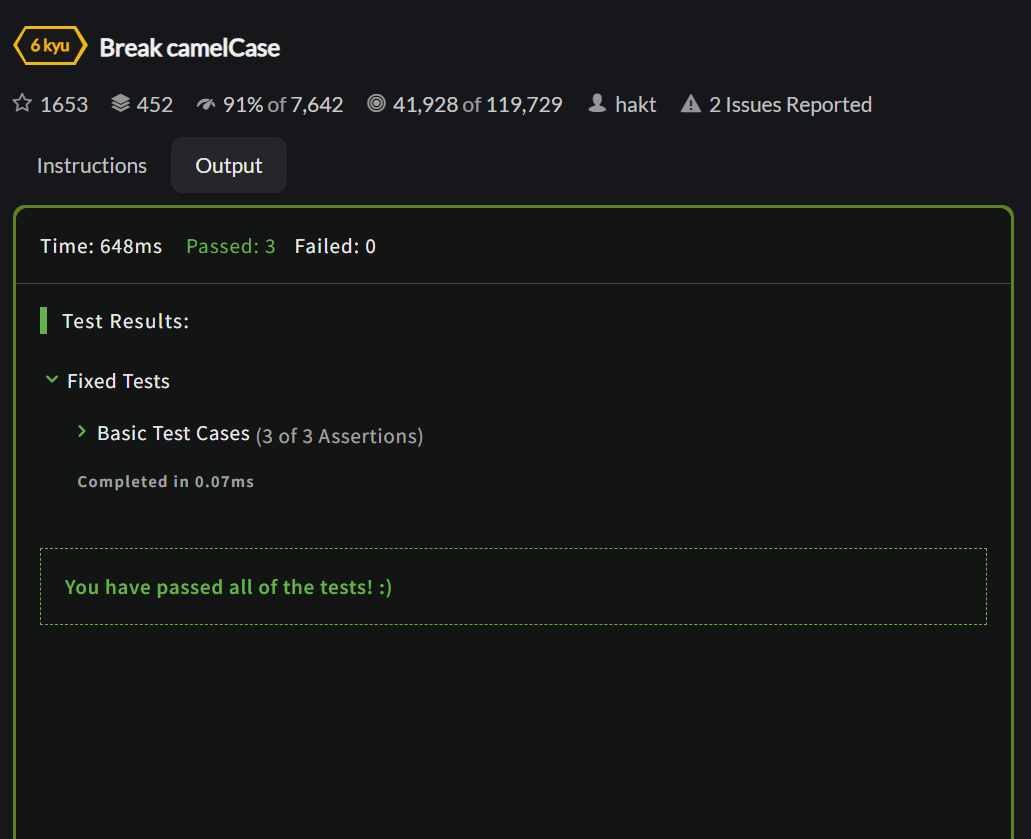 6 kyu Break camelCase
1653 452 91% of 7,642 41,928 of 119,729 hakt 2 Issues Reported
Instructions Output
Time: 648ms Passed: 3 Failed: 0
Test Results:
Fixed Tests
Basic Test Cases (3 of 3 Assertions)
Completed in 0.07ms
You have passed all of the tests! :)